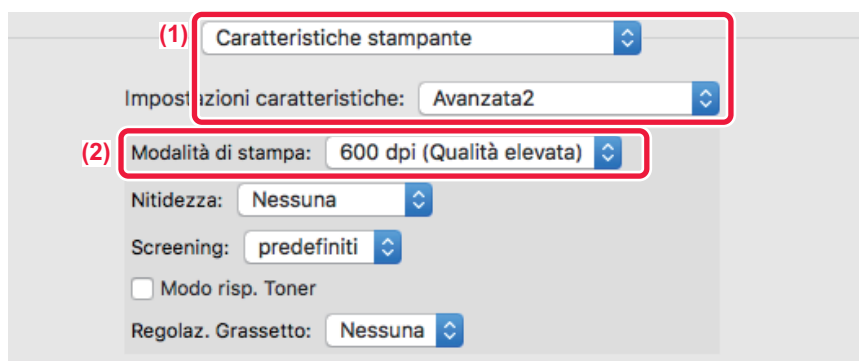 (1) Caratteristiche stampante
Impostazioni caratteristiche: Avanzata2
(2) Modalità di stampa: 600 dpi (Qualità elevata)
Nitidezza: Nessuna
Screening: predefiniti
Modo risp. Toner
Regolaz. Grassetto: Nessuna